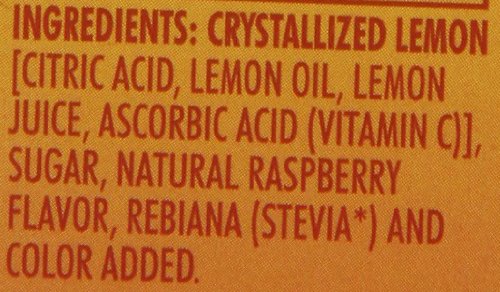 INGREDIENTS: CRYSTALLIZED LEMON
[CITRIC ACID, LEMON OIL, LEMON
JUICE, ASCORBIC ACID (VITAMIN C)],
SUGAR, NATURAL RASPBERRY
FLAVOR, REBIANA (STEVIA*) AND
COLOR ADDED.